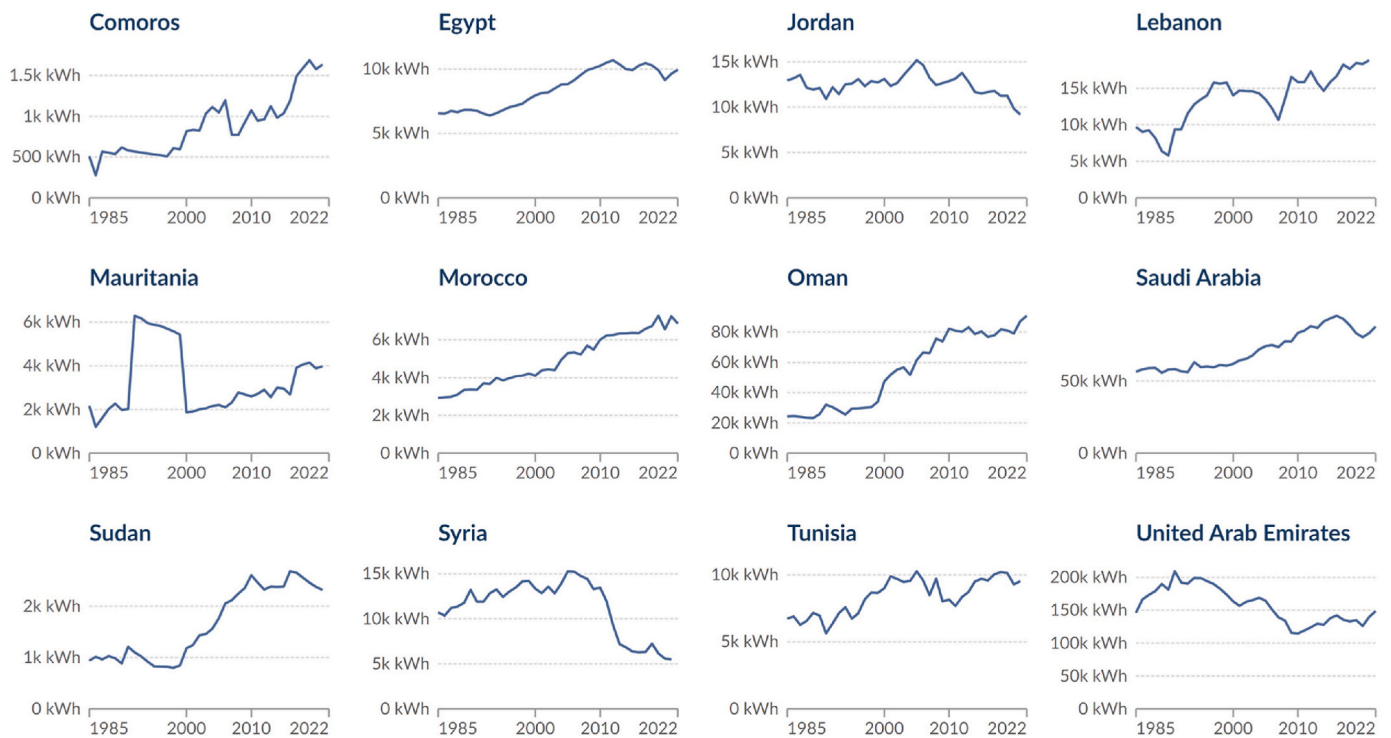 Comoros
1.5k kWh
1k kWh
500 kWh
0 kWh
1985 2000 2010 2022
Egypt
10k kWh
5k kWh
0 kWh
1985 2000 2010 2022
Jordan
15k kWh
10k kWh
5k kWh
0 kWh
1985 2000 2010 2022
Lebanon
15k kWh
10k kWh
5k kWh
0 kWh
1985 2000 2010 2022
Mauritania
6k kWh
4k kWh
2k kWh
0 kWh
1985 2000 2010 2022
Morocco
6k kWh
4k kWh
2k kWh
0 kWh
1985 2000 2010 2022
Oman
80k kWh
60k kWh
40k kWh
20k kWh
0 kWh
1985 2000 2010 2022
Saudi Arabia
50k kWh
0 kWh
1985 2000 2010 2022
Sudan
2k kWh
1k kWh
0 kWh
1985 2000 2010 2022
Syria
15k kWh
10k kWh
5k kWh
0 kWh
1985 2000 2010 2022
Tunisia
10k kWh
5k kWh
0 kWh
1985 2000 2010 2022
United Arab Emirates
200k kWh
150k kWh
100k kWh
50k kWh
0 kWh
1985 2000 2010 2022